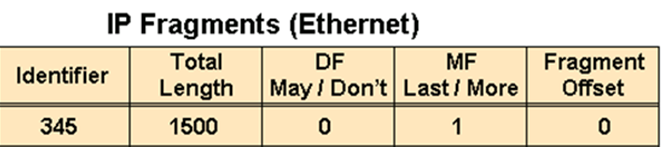 IP Fragments (Ethernet)
Identifier Total Length DF May / Don't MF Last / More Fragment Offset
345 1500 0 1 0